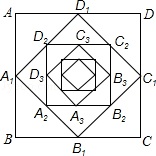 A D₁ D
D₂ C₃ C₂
A₁ D₃ B₃ C₁
A₂ A₃ B₂
B B₁ C